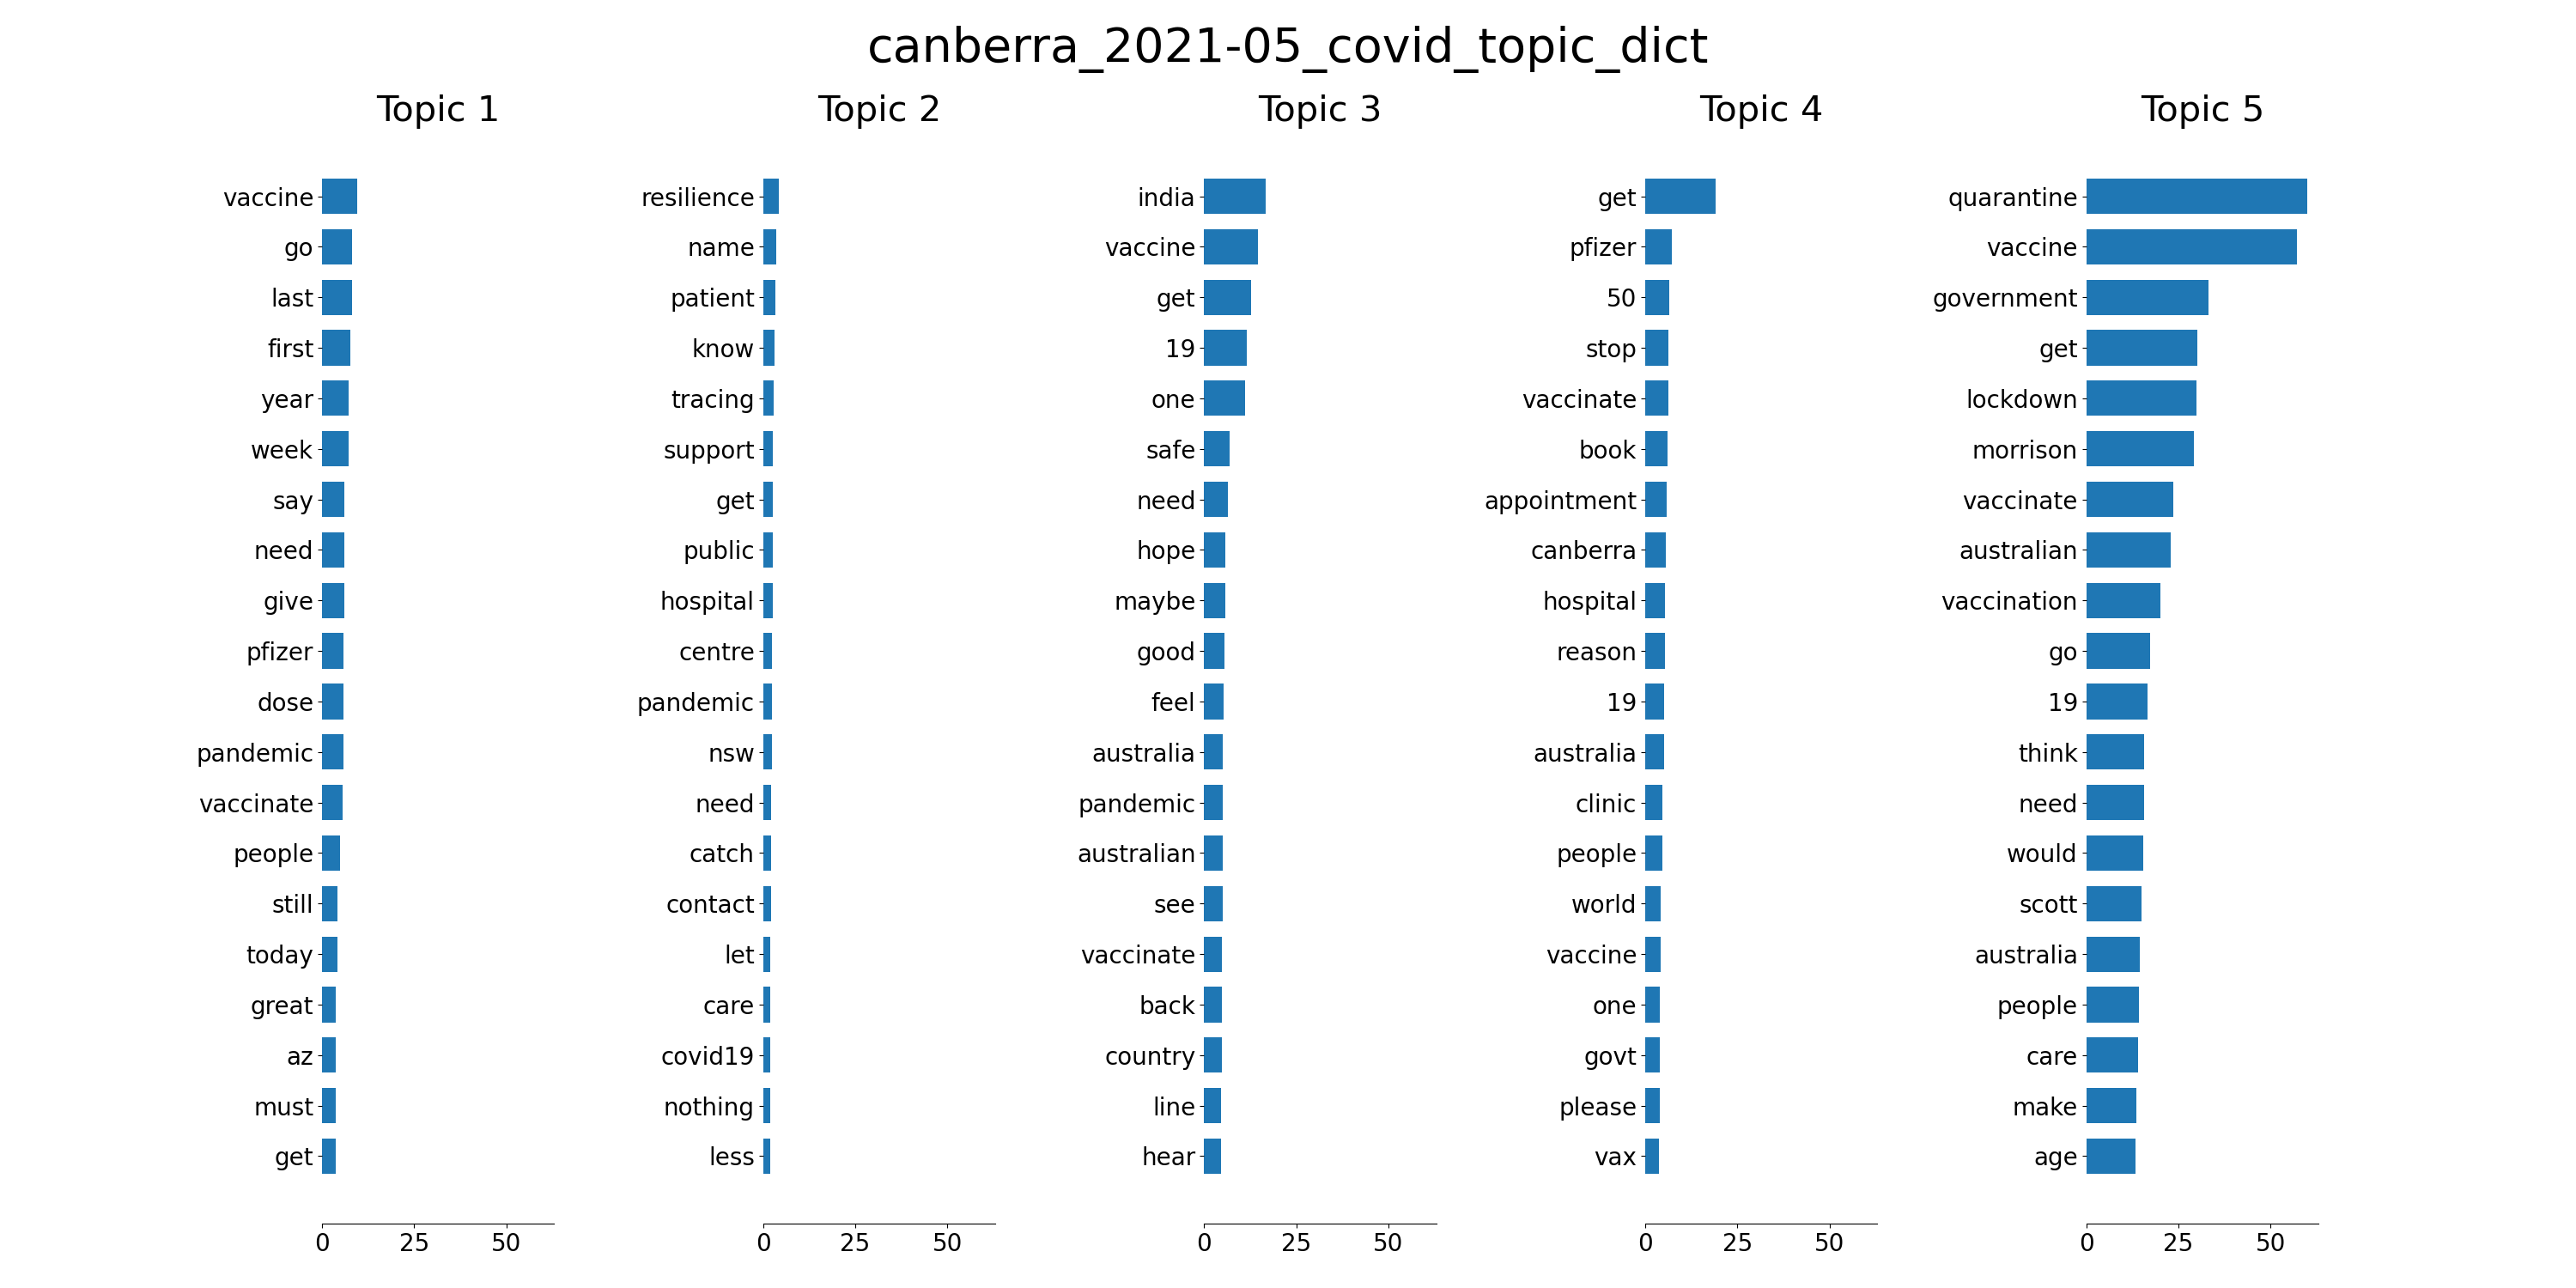 canberra_2021-05_covid_topic_dict
Topic 1
vaccine
go
last
first
year
week
say
need
give
pfizer
dose
pandemic
vaccinate
people
still
today
great
az
must
get
0 25 50
Topic 2
resilience
name
patient
know
tracing
support
get
public
hospital
centre
pandemic
nsw
need
catch
contact
let
care
covid19
nothing
less
0 25 50
Topic 3
india
vaccine
get
19
one
safe
need
hope
maybe
good
feel
australia
pandemic
australian
see
vaccinate
back
country
line
hear
0 25 50
Topic 4
get
pfizer
50
stop
vaccinate
book
appointment
canberra
hospital
reason
19
australia
clinic
people
world
vaccine
one
govt
please
vax
0 25 50
Topic 5
quarantine
vaccine
government
get
lockdown
morrison
vaccinate
australian
vaccination
go
19
think
need
would
scott
australia
people
care
make
age
0 25 50